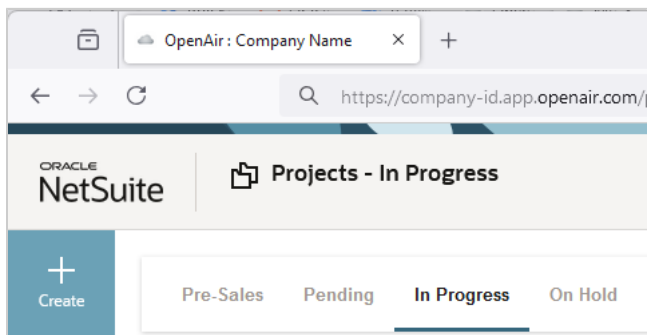 OpenAir : Company Name
https://company-id.app.openair.com/
ORACLE
NetSuite
Projects - In Progress
Create
Pre-Sales
Pending
In Progress
On Hold